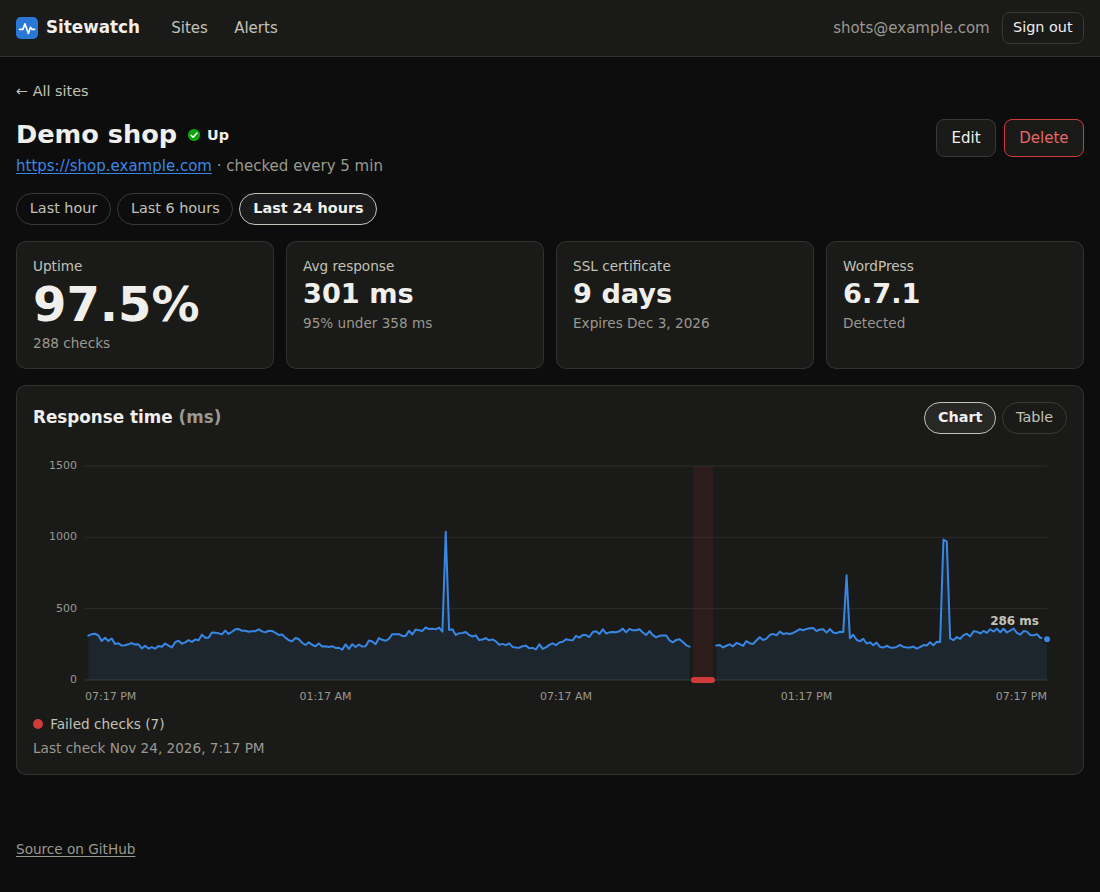 Sitewatch Sites Alerts shots@example.com Sign out
← All sites
Demo shop Up Edit Delete
https://shop.example.com · checked every 5 min
Last hour Last 6 hours Last 24 hours
Uptime
97.5%
288 checks
Avg response
301 ms
95% under 358 ms
SSL certificate
9 days
Expires Dec 3, 2026
WordPress
6.7.1
Detected
Response time (ms) Chart Table
1500
1000
500
0
286 ms
07:17 PM 01:17 AM 07:17 AM 01:17 PM 07:17 PM
Failed checks (7)
Last check Nov 24, 2026, 7:17 PM
Source on GitHub